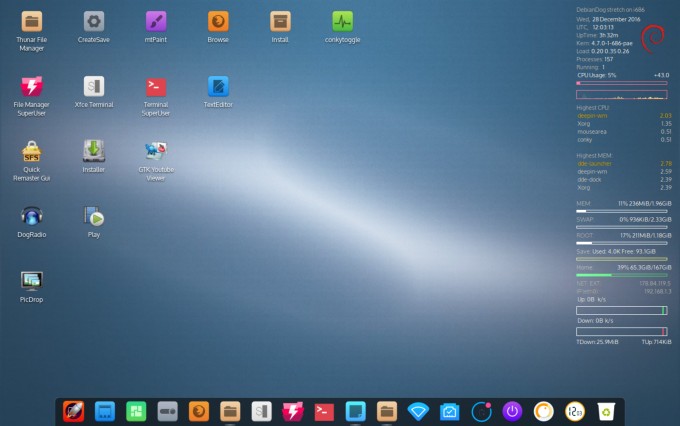 Thunar File
Manager
CreateSave
mtPaint
Browse
Install
conkytoggle
File Manager
SuperUser
Xfce Terminal
Terminal
SuperUser
TextEditor
SFS
Quick
Remaster Gui
Installer
GTK Youtube
Viewer
DogRadio
Play
PicDrop
DebianDog stretch on i686
Wed, 28 December 2016
UTC, 12:03:13
UpTime: 3h 32m
Kern: 4.7.0-1-686-pae
Load: 0.20 0.35 0.26
Processes: 157
Running: 1
CPU Usage: 5% +43.0
Highest CPU:
deepin-wm 2.03
Xorg 1.35
mousearea 0.51
conky 0.51
Highest MEM:
dde-launcher 2.78
deepin-wm 2.59
dde-dock 2.39
Xorg 2.39
MEM: 11% 236MiB/1.96GiB
SWAP: 0% 936KiB/2.33GiB
ROOT: 17% 211MiB/1.18GiB
Save: Used: 4.0K Free: 93.1GiB
Home: 39% 65.3GiB/167GiB
NET: EXT: 178.84.119.5
192.168.1.3
Up: 0B k/s
Down: 0B k/s
TDown: 25.9MiB TUp: 714KiB